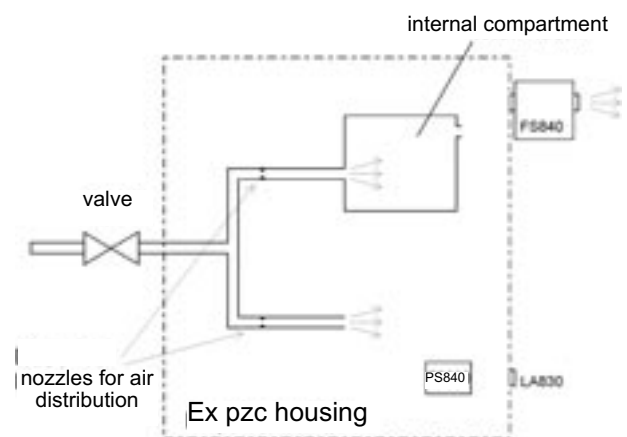 internal compartment
FS840
valve
nozzles for air
distribution
PS840
LA830
Ex pzc housing